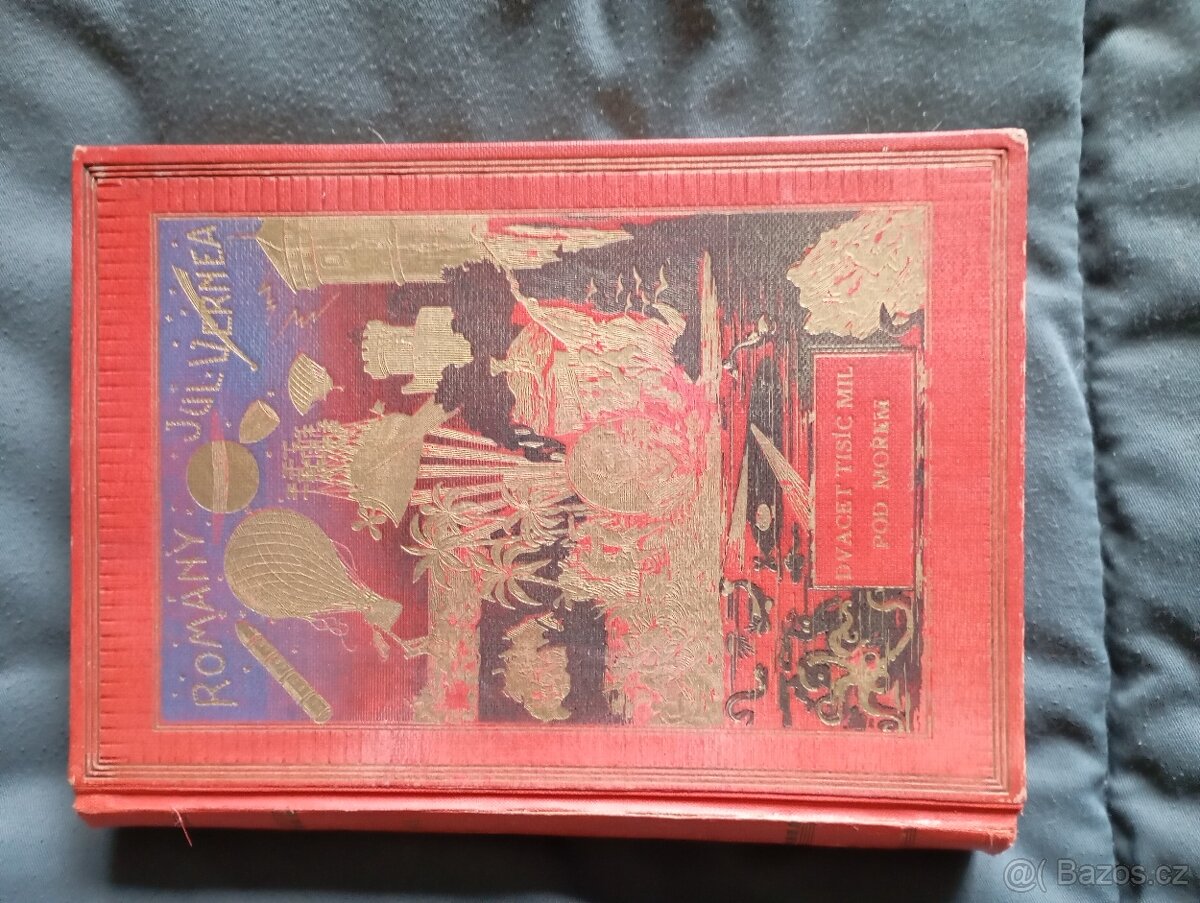 ROMÁNY JUL. VERNEA
DVACET TISÍC MIL
POD MOŘEM
@( Bazos.cz